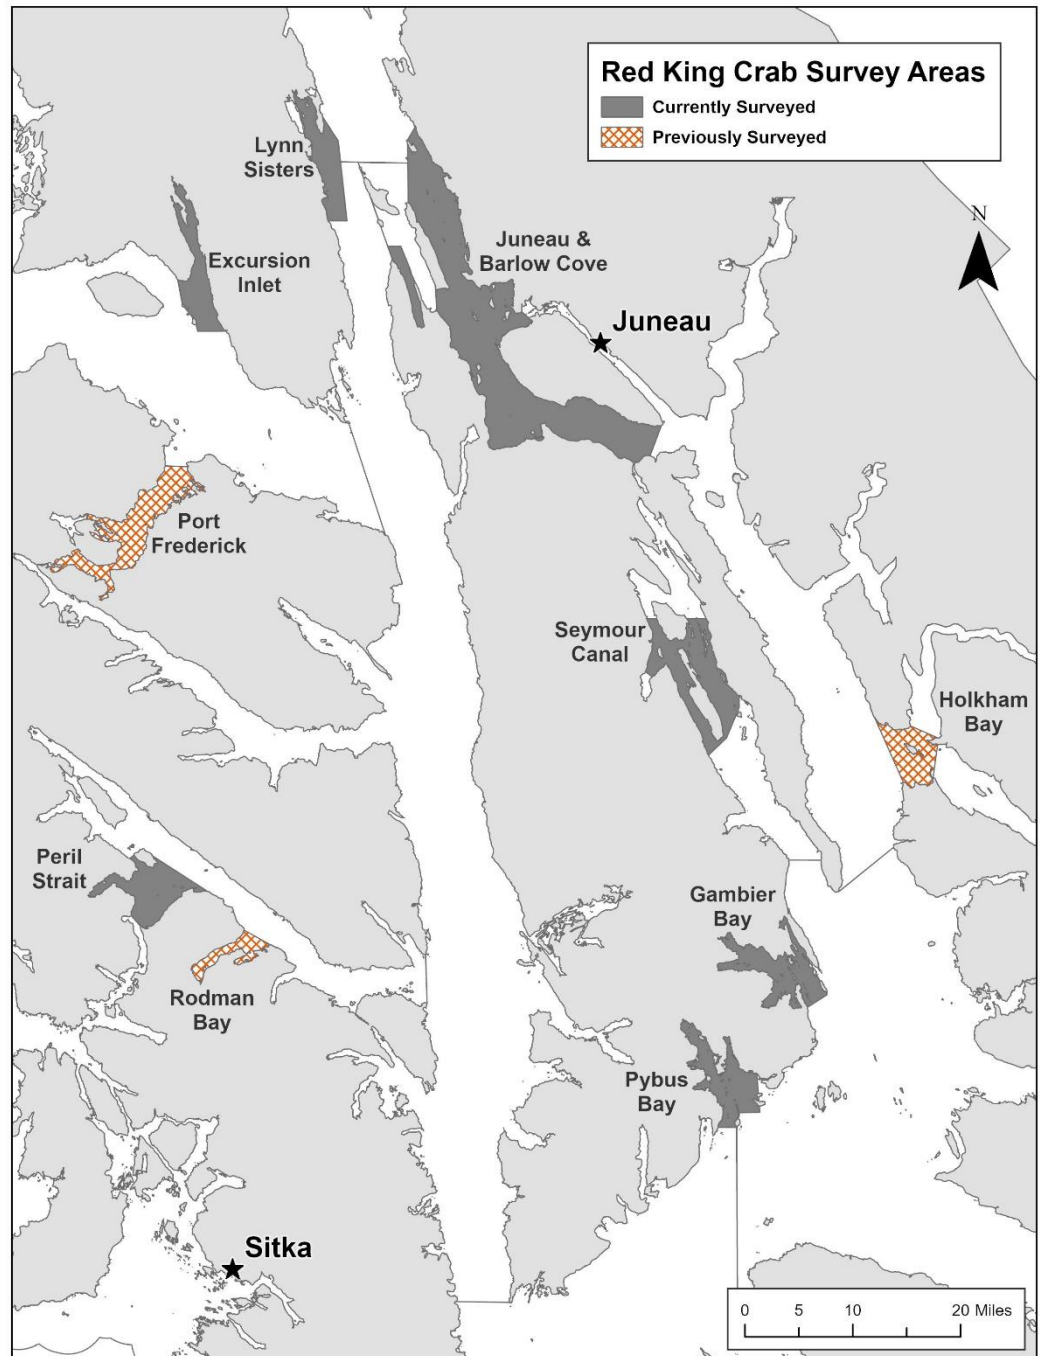 Red King Crab Survey Areas
Currently Surveyed
Previously Surveyed
Lynn
Sisters
N
Excursion
Inlet
Juneau &
Barlow Cove
Juneau
Port
Frederick
Seymour
Canal
Holkham
Bay
Peril
Strait
Gambier
Bay
Rodman
Bay
Pybus
Bay
Sitka
0 5 10 20 Miles